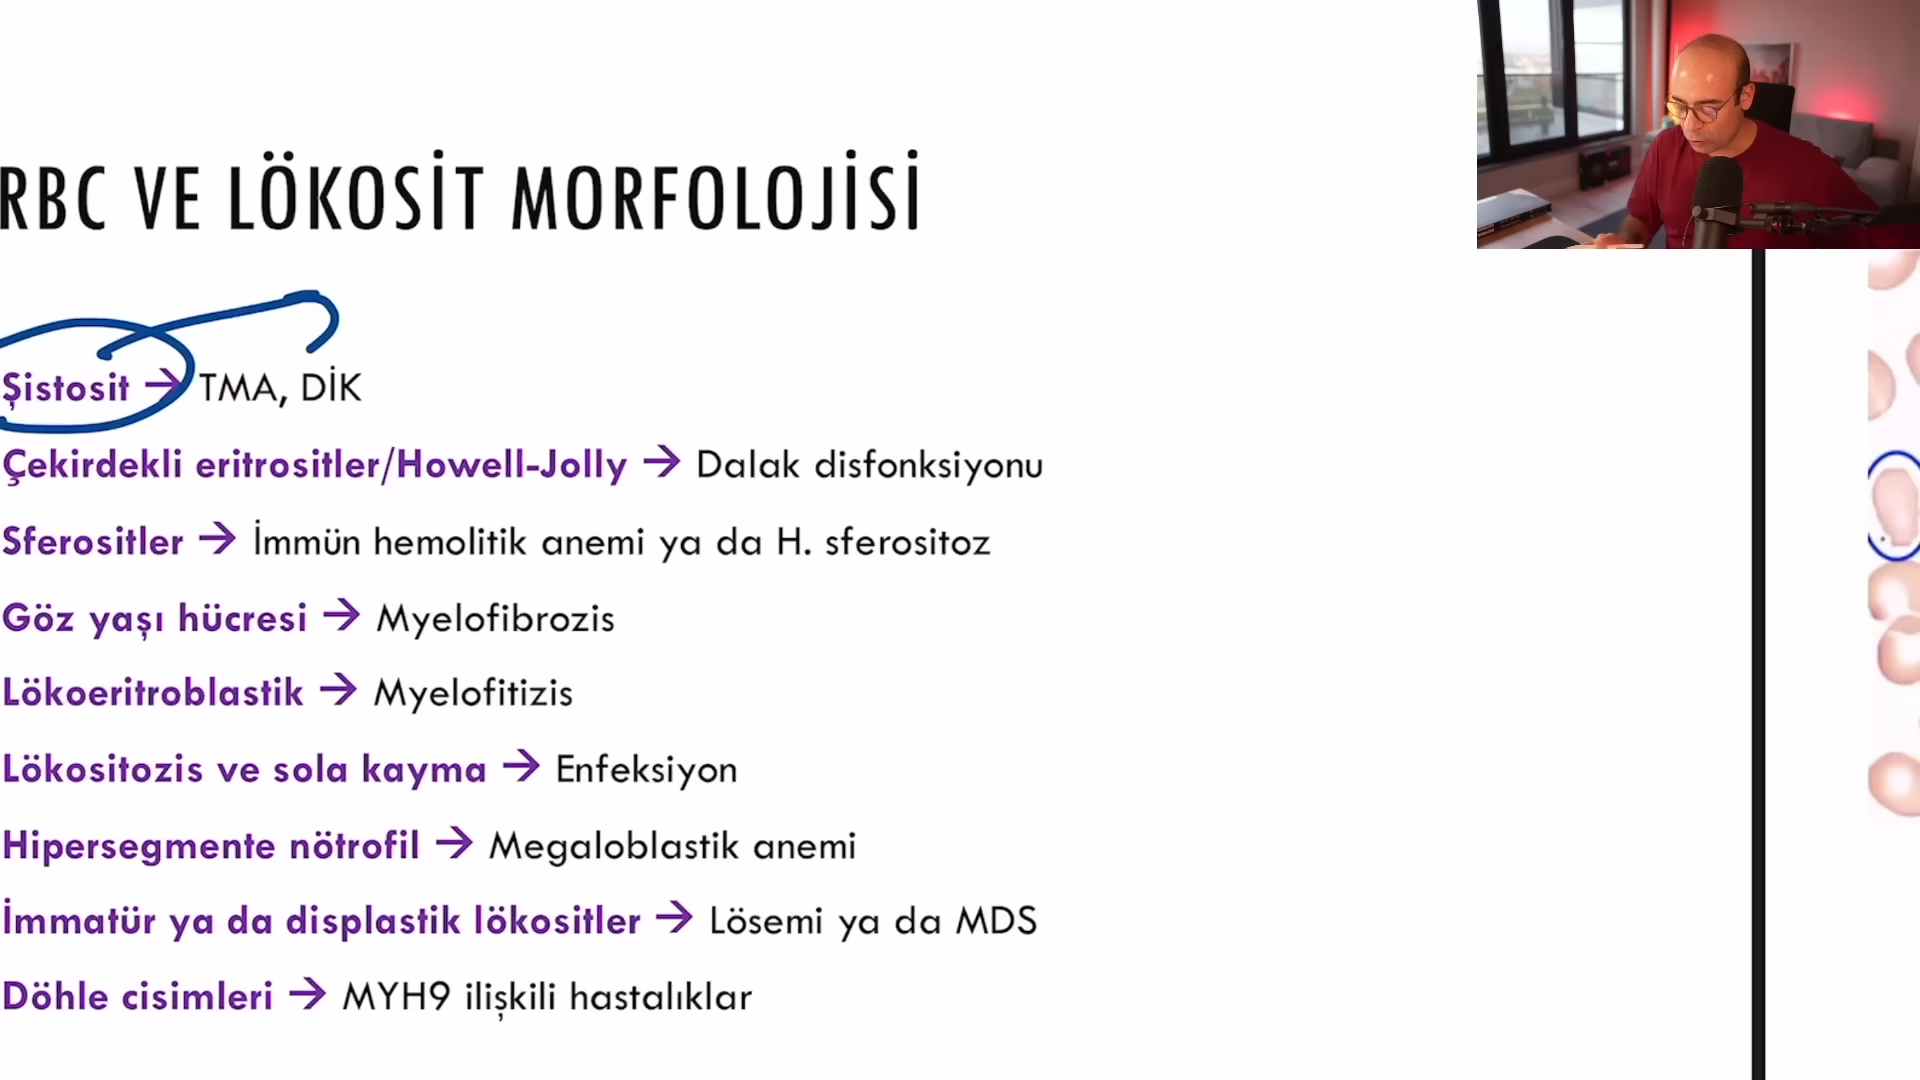 RBC VE LÖKOSİT MORFOLOJİSİ
Şistosit → TMA, DİK
Çekirdekli eritrositler/Howell-Jolly → Dalak disfonksiyonu
Sferositler → İmmün hemolitik anemi ya da H. sferositoz
Göz yaşı hücresi → Myelofibrozis
Lökoeritroblastik → Myelofitizis
Lökositozis ve sola kayma → Enfeksiyon
Hipersegmente nötrofil → Megaloblastik anemi
İmmatür ya da displastik lökositler → Lösemi ya da MDS
Döhle cisimleri → MYH9 ilişkili hastalıklar